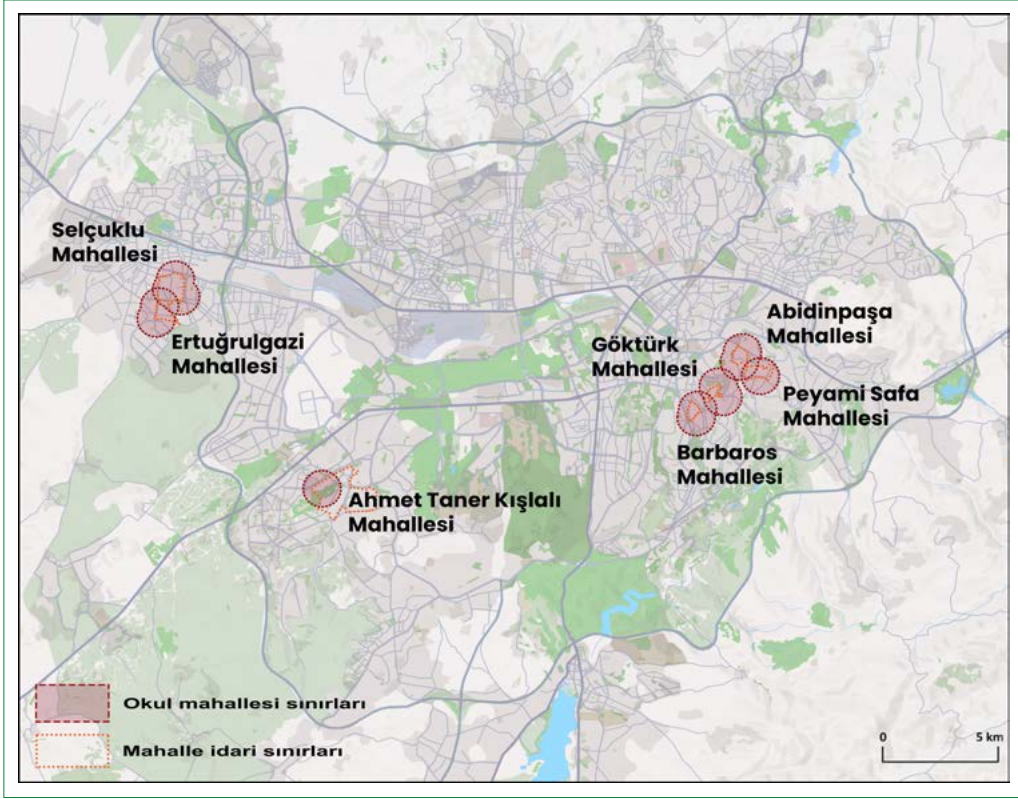 Selçuklu
Mahallesi
Ertuğrulgazi
Mahallesi
Abidinpaşa
Mahallesi
Göktürk
Mahallesi
Peyami Safa
Mahallesi
Barbaros
Mahallesi
Ahmet Taner Kışlalı
Mahallesi
Okul mahallesi sınırları
Mahalle idari sınırları
0 5 km